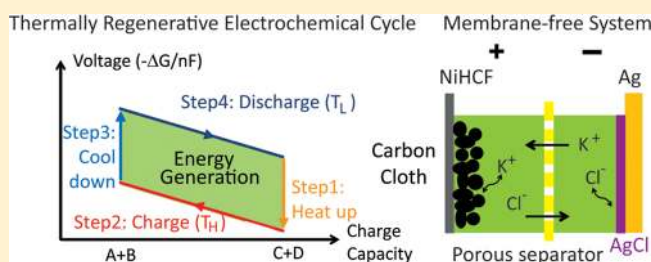 Thermally Regenerative Electrochemical Cycle
Voltage (-ΔG/nF)
Step4: Discharge (TL)
Step3:
Cool
down
Energy
Generation
Step1:
Heat up
Step2: Charge (TH)
Charge
Capacity
A+B
C+D
Membrane-free System
+
−
NiHCF
Ag
Carbon
Cloth
K+
K+
Cl-
Cl-
AgCl
Porous separator